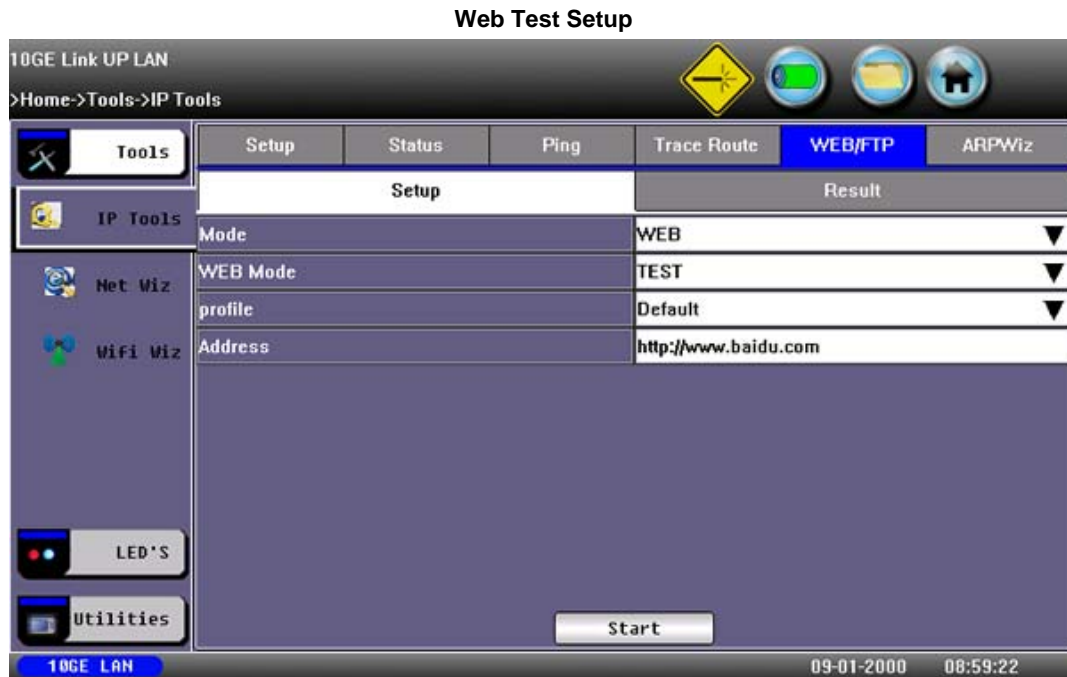 Web Test Setup
10GE Link UP LAN
>Home->Tools->IP Tools
Tools
Setup Status Ping Trace Route WEB/FTP ARPWiz
Setup Result
IP Tools
Mode WEB
Net Wiz
WEB Mode TEST
profile Default
WiFi Wiz
Address http://www.baidu.com
LED'S
Utilities
Start
10GE LAN 09-01-2000 08:59:22